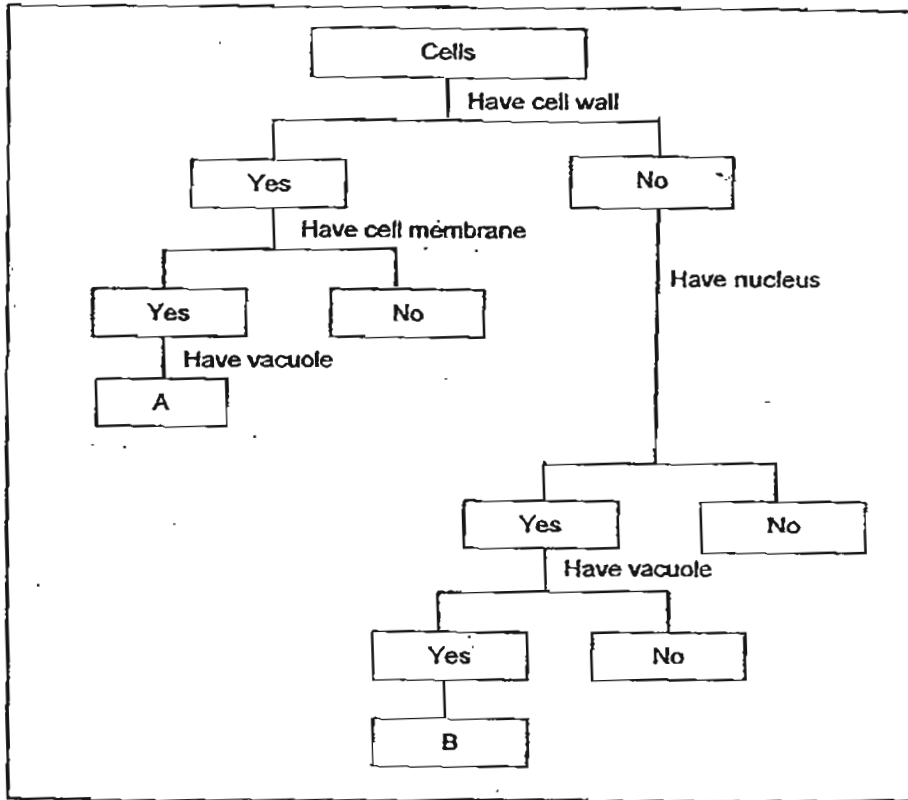 Cells
Have cell wall
Yes
No
Have cell membrane
Have nucleus
Yes
No
Have vacuole
A
Yes
No
Have vacuole
Yes
No
B